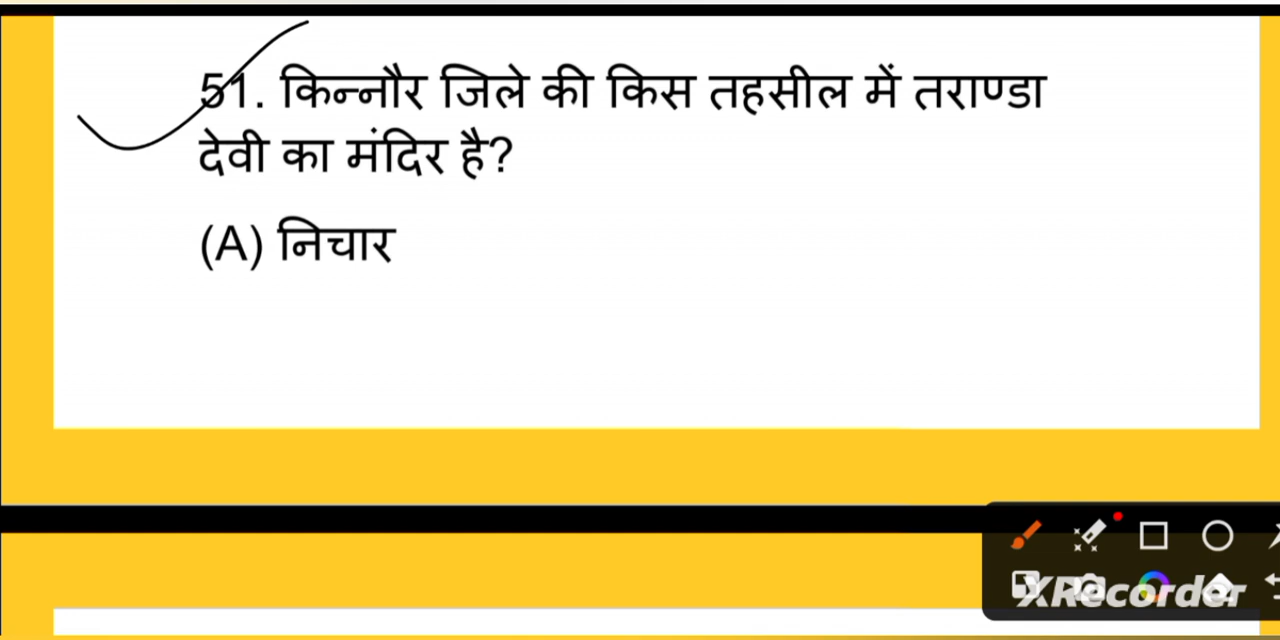 51. किन्नौर जिले की किस तहसील में तराण्डा
देवी का मंदिर है?
(A) निचार
XRecorder